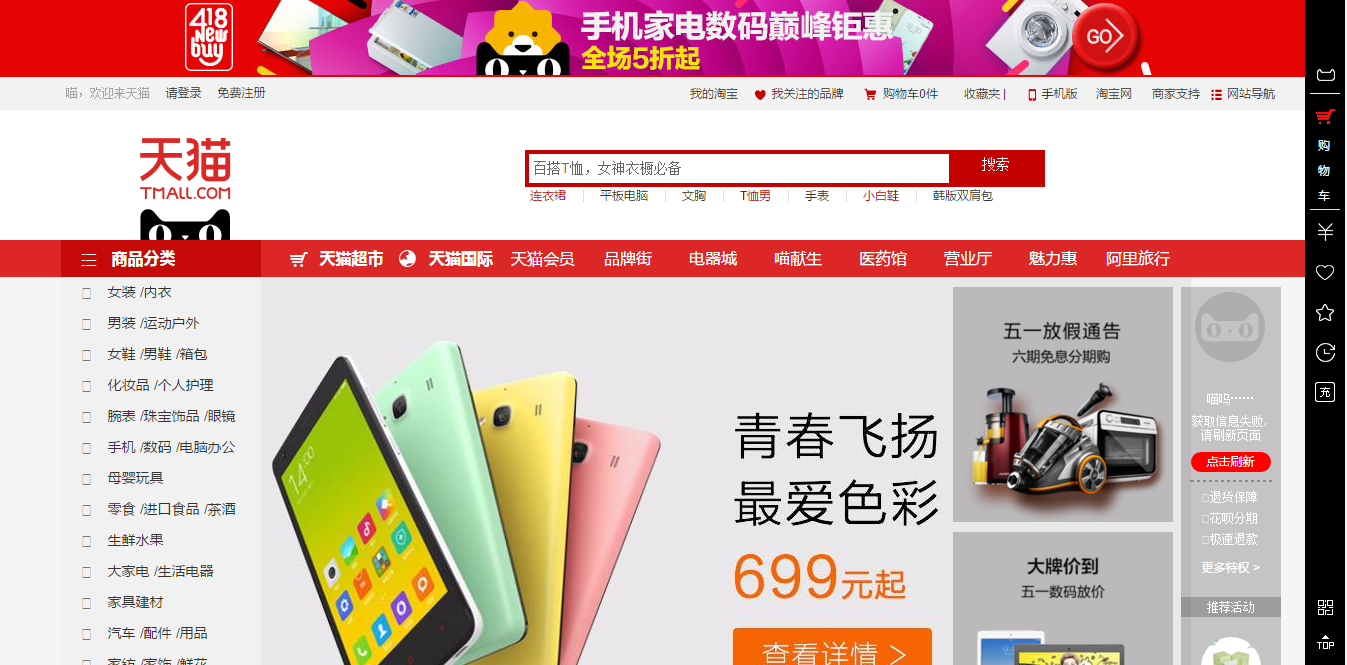 418
New
buy
手机家电数码巅峰钜惠
全场5折起
GO
喵，欢迎来天猫 请登录 免费注册
我的淘宝 我关注的品牌 购物车0件 收藏夹 | 手机版 淘宝网 商家支持 网站导航
天猫
TMALL.COM
百搭T恤，女神衣橱必备
搜索
连衣裙 平板电脑 文胸 T恤男 手表 小白鞋 韩版双肩包
商品分类 天猫超市 天猫国际 天猫会员 品牌街 电器城 喵献生 医药馆 营业厅 魅力惠 阿里旅行
女装 /内衣
男装 /运动户外
女鞋 /男鞋 /箱包
化妆品 /个人护理
腕表 /珠宝饰品 /眼镜
手机 /数码 /电脑办公
母婴玩具
零食 /进口食品 /茶酒
生鲜水果
大家电 /生活电器
家具建材
汽车 /配件 /用品
家纺 /家饰 /鲜花
14:00
青春飞扬
最爱色彩
699元起
查看详情 >
五一放假通告
六期免息分期购
大牌价到
五一数码放价
喵呜······
获取信息失败,
请刷新页面
点击刷新
退货保障
花呗分期
极速退款
更多特权 >
推荐活动
购
物
车
充
TOP